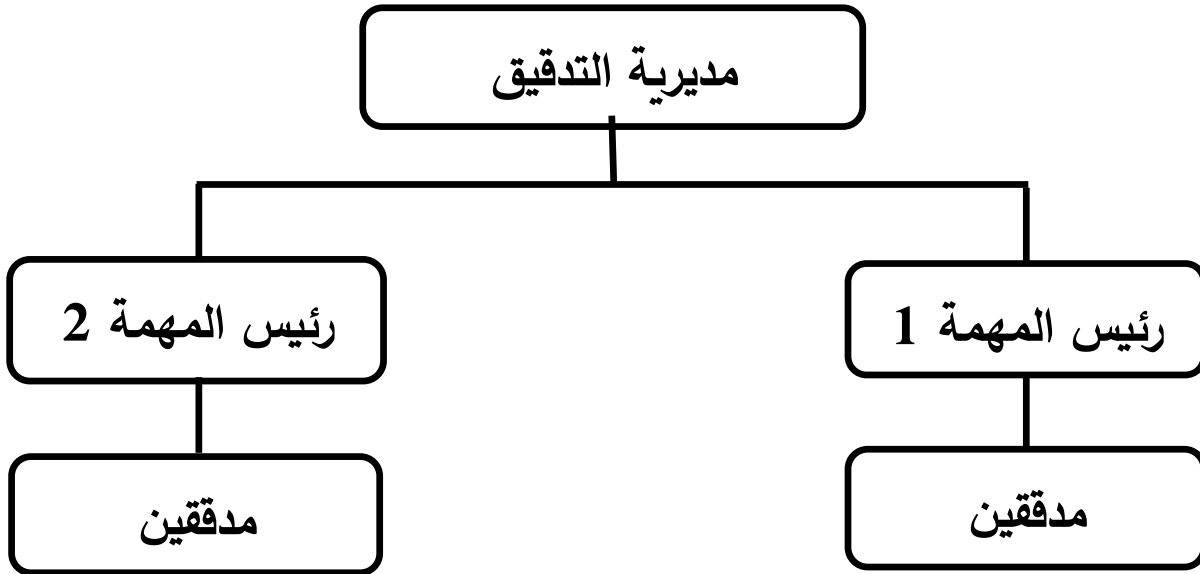 مديرية التدقيق
رئيس المهمة 1
رئيس المهمة 2
مدققين
مدققين